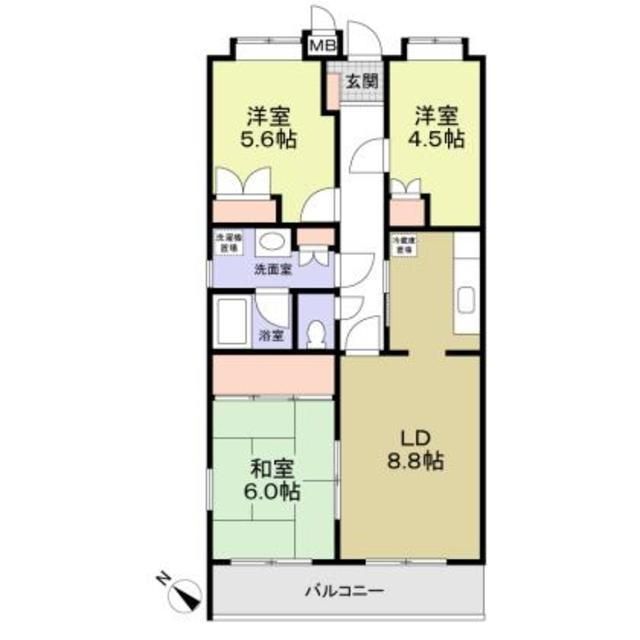 MB
玄関
洋室
5.6帖
洋室
4.5帖
洗濯機
置場
洗面室
冷蔵庫
置場
浴室
LD
8.8帖
和室
6.0帖
N
バルコニー